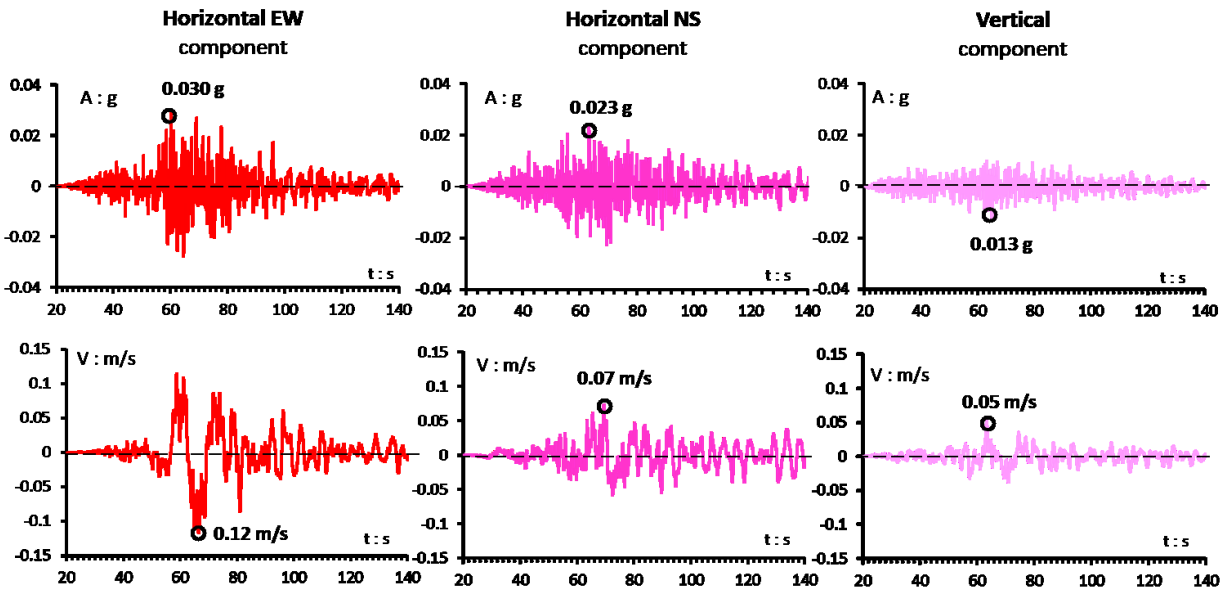 Horizontal EW
component
Horizontal NS
component
Vertical
component
0.04
0.02
0
-0.02
-0.04
A : g
0.030 g
t : s
20 40 60 80 100 120 140
0.04
0.02
0
-0.02
-0.04
A : g
0.023 g
t : s
20 40 60 80 100 120 140
0.04
0.02
0
-0.02
-0.04
A : g
0.013 g
t : s
20 40 60 80 100 120 140
0.15
0.1
0.05
0
-0.05
-0.1
-0.15
V : m/s
0.12 m/s
t : s
20 40 60 80 100 120 140
0.15
0.1
0.05
0
-0.05
-0.1
-0.15
V : m/s
0.07 m/s
t : s
20 40 60 80 100 120 140
0.15
0.1
0.05
0
-0.05
-0.1
-0.15
V : m/s
0.05 m/s
t : s
20 40 60 80 100 120 140